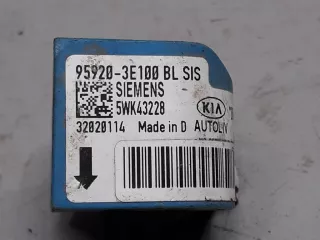 95920-3E100 BL SIS
SIEMENS
5WK43228
KIA
32020114 Made in D AUTOLIV